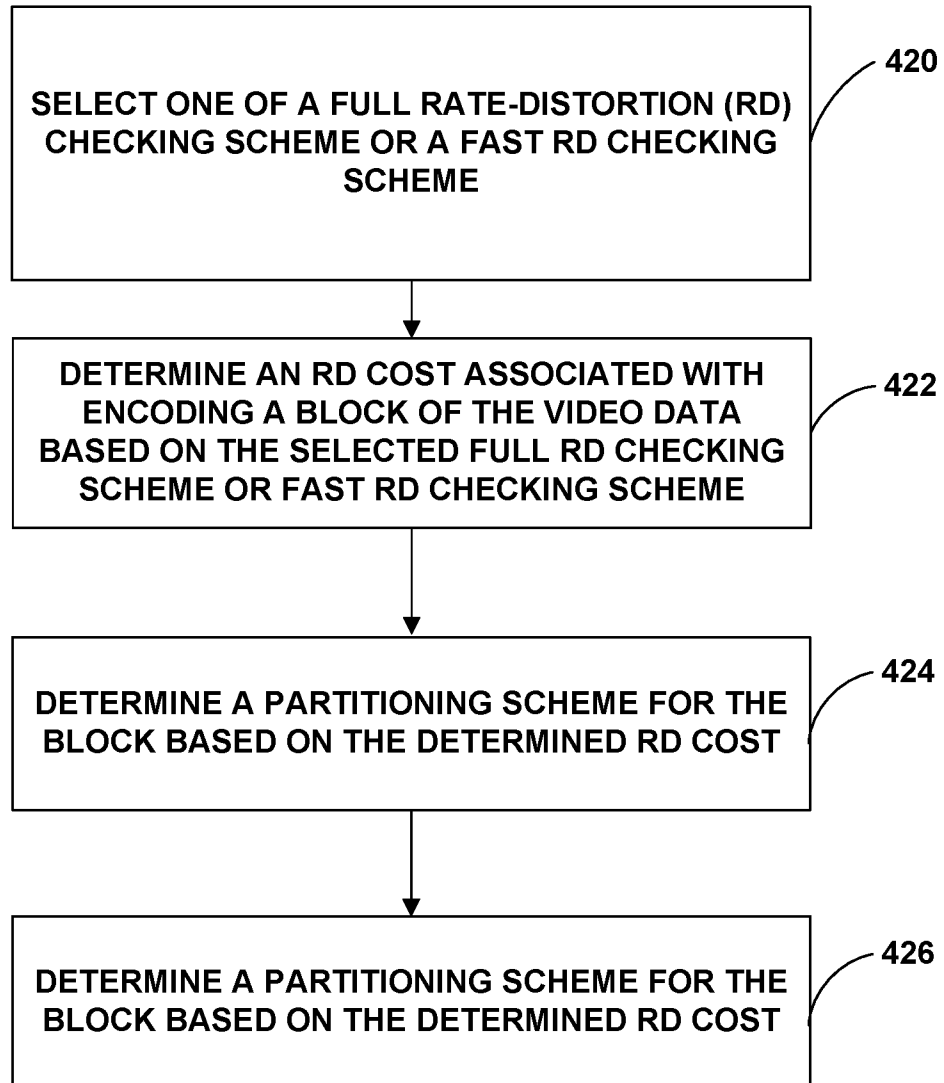 SELECT ONE OF A FULL RATE-DISTORTION (RD)
CHECKING SCHEME OR A FAST RD CHECKING
SCHEME
420
DETERMINE AN RD COST ASSOCIATED WITH
ENCODING A BLOCK OF THE VIDEO DATA
BASED ON THE SELECTED FULL RD CHECKING
SCHEME OR FAST RD CHECKING SCHEME
422
DETERMINE A PARTITIONING SCHEME FOR THE
BLOCK BASED ON THE DETERMINED RD COST
424
DETERMINE A PARTITIONING SCHEME FOR THE
BLOCK BASED ON THE DETERMINED RD COST
426